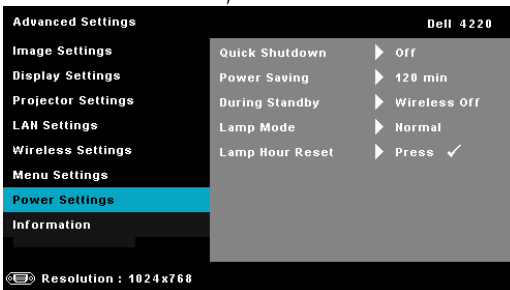 Advanced Settings Dell 4220
Image Settings Quick Shutdown Off
Display Settings Power Saving 120 min
Projector Settings During Standby Wireless Off
LAN Settings Lamp Mode Normal
Wireless Settings Lamp Hour Reset Press ✓
Menu Settings
Power Settings
Information
Resolution : 1024x768